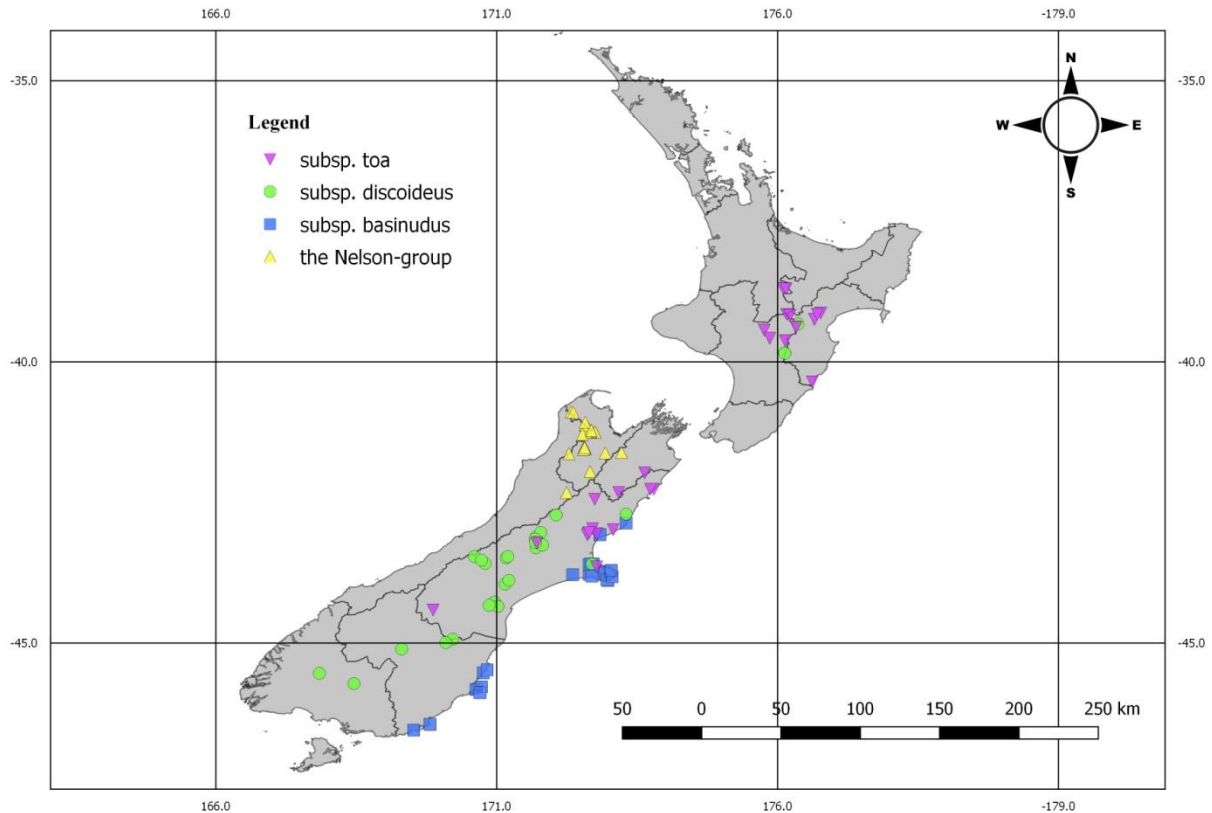 166.0 171.0 176.0 -179.0
-35.0 -35.0
N
W E
S
Legend
subsp. toa
subsp. discoideus
subsp. basinudus
the Nelson-group
-40.0 -40.0
-45.0 -45.0
50 0 50 100 150 200 250 km
166.0 171.0 176.0 -179.0